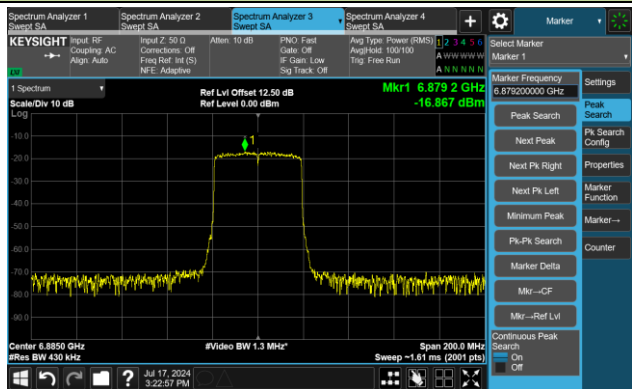 Spectrum Analyzer 1
Swept SA
Spectrum Analyzer 2
Swept SA
Spectrum Analyzer 3
Swept SA
Spectrum Analyzer 4
Swept SA
+
Marker
KEYSIGHT
Input: RF
Coupling: AC
Align: Auto
Input Z: 50 Ω
Corrections: Off
Freq Ref: Int (S)
NFE: Adaptive
Atten: 10 dB
PNO: Fast
Gate: Off
IF Gain: Low
Sig Track: Off
Avg Type: Power (RMS)
Avg|Hold: 100/100
Trig: Free Run
1 2 3 4 5 6
A W W W W W
A N N N N N
LW
Select Marker
Marker 1
1 Spectrum
Scale/Div 10 dB
Log
Ref Lvl Offset 12.50 dB
Ref Level 0.00 dBm
Mkr1 6.879 2 GHz
-16.867 dBm
1
-10.0
-20.0
-30.0
-40.0
-50.0
-60.0
-70.0
-80.0
-90.0
Center 6.8850 GHz
#Res BW 430 kHz
#Video BW 1.3 MHz*
Span 200.0 MHz
Sweep ~1.61 ms (2001 pts)
Marker Frequency
6.879200000 GHz
Peak Search
Next Peak
Next Pk Right
Next Pk Left
Minimum Peak
Pk-Pk Search
Marker Delta
Mkr→CF
Mkr→Ref Lvl
Continuous Peak
Search
On
Off
Settings
Peak
Search
Pk Search
Config
Properties
Marker
Function
Marker→
Counter
?
Jul 17, 2024
3:22:57 PM